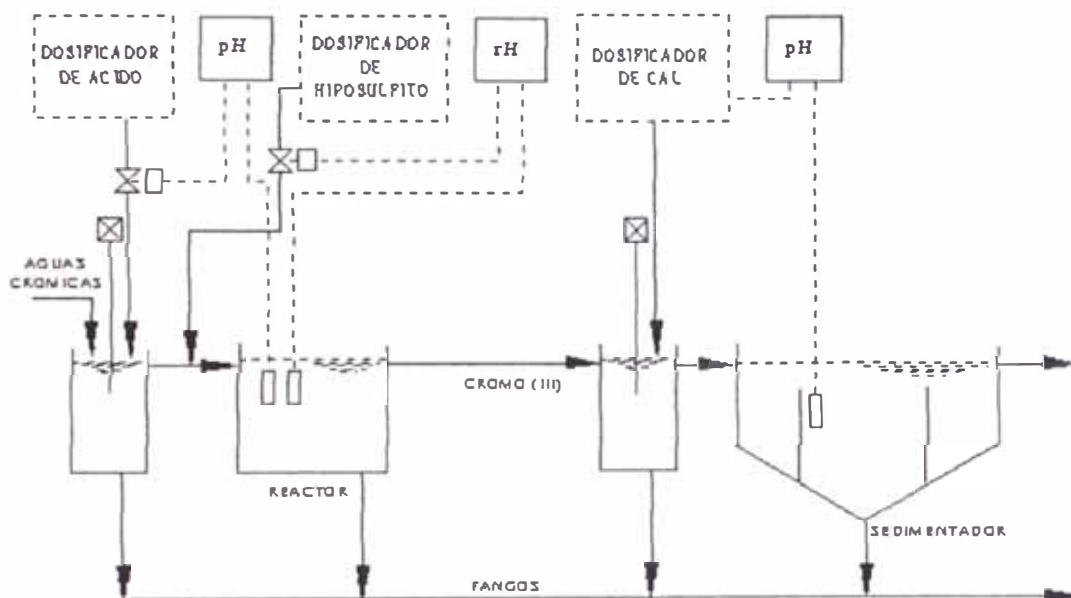 DOSIFICADOR
DE ACIDO
pH
DOSIFICADOR
DE
HIPOSULFITO
rH
DOSIFICADOR
DE CAL
pH
AGUAS
CROMICAS
CROMO (III)
REACTOR
SEDIMENTADOR
FANGOS